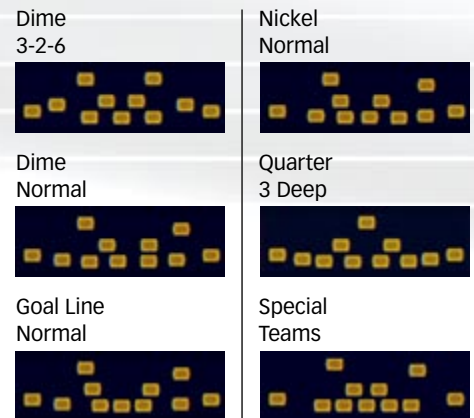 Dime
3-2-6
Nickel
Normal
Dime
Normal
Quarter
3 Deep
Goal Line
Normal
Special
Teams